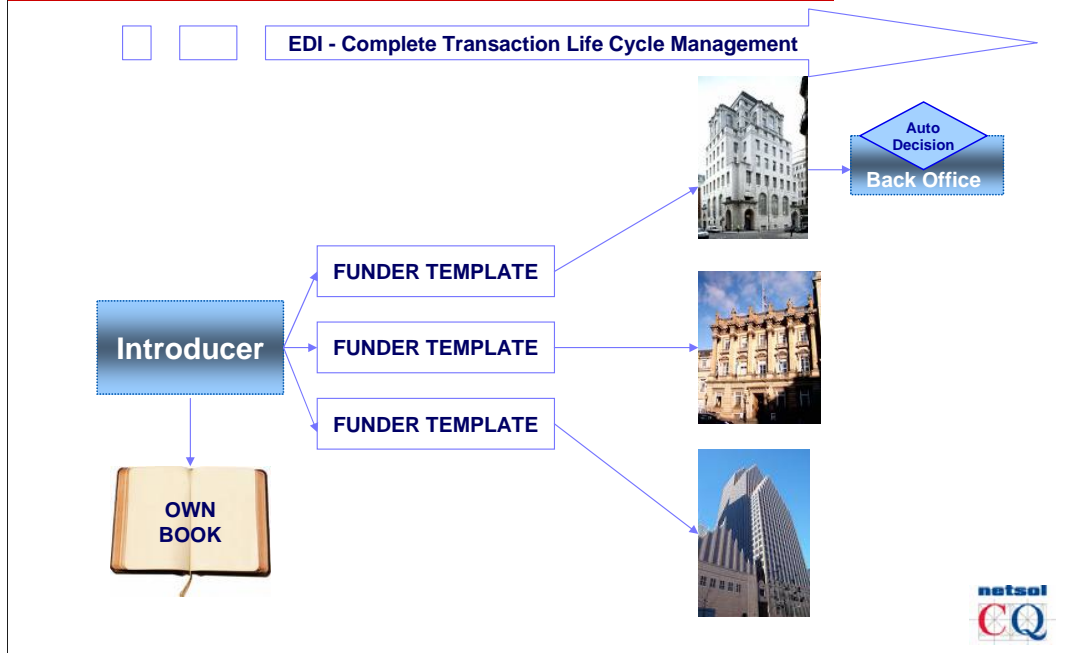 EDI - Complete Transaction Life Cycle Management
Auto
Decision
Back Office
FUNDER TEMPLATE
Introducer
FUNDER TEMPLATE
FUNDER TEMPLATE
OWN
BOOK
netsol
CQ